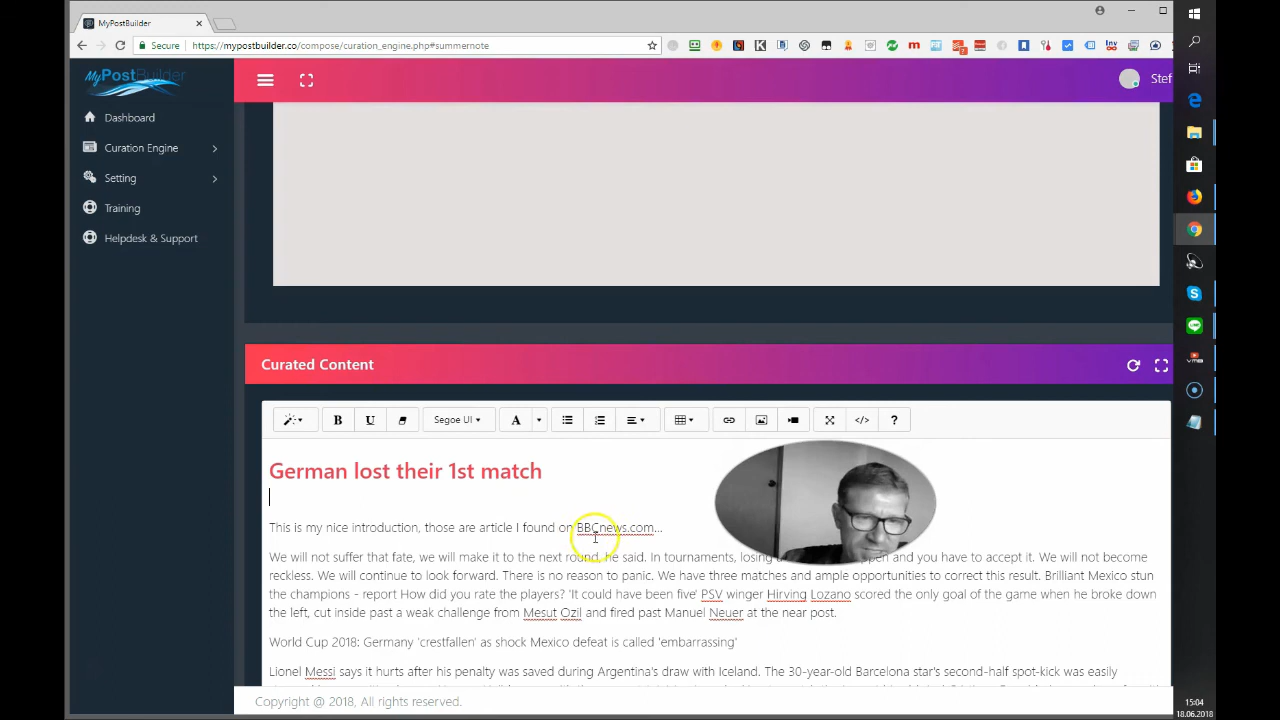 MyPostBuilder
Secure
https://mypostbuilder.co/compose/curation_engine.php#summernote
MyPostBuilder
Stef
Dashboard
Curation Engine
Setting
Training
Helpdesk & Support
Curated Content
B
U
Segoe UI
A
</>
?
German lost their 1st match
This is my nice introduction, those are article I found on BBCnews.com...
We will not suffer that fate, we will make it to the next round, he said. In tournaments, losing and you have to accept it. We will not become
reckless. We will continue to look forward. There is no reason to panic. We have three matches and ample opportunities to correct this result. Brilliant Mexico stun
the champions - report How did you rate the players? 'It could have been five' PSV winger Hirving Lozano scored the only goal of the game when he broke down
the left, cut inside past a weak challenge from Mesut Ozil and fired past Manuel Neuer at the near post.
World Cup 2018: Germany 'crestfallen' as shock Mexico defeat is called 'embarrassing'
Lionel Messi says it hurts after his penalty was saved during Argentina's draw with Iceland. The 30-year-old Barcelona star's second-half spot-kick was easily
Copyright @ 2018, All rights reserved.
15:04
18.06.2018